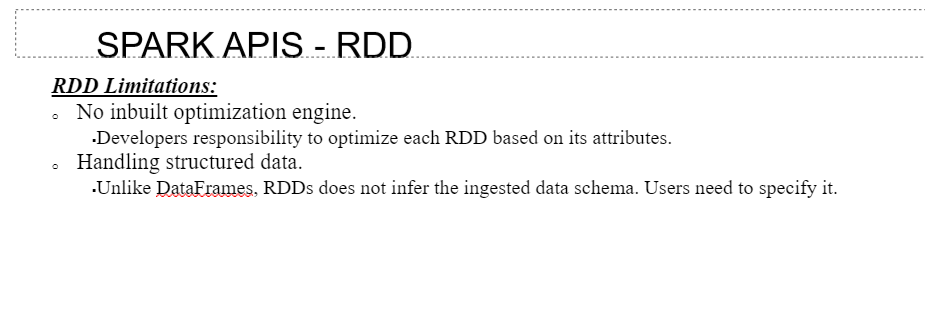 SPARK APIS - RDD
RDD Limitations:
No inbuilt optimization engine.
Developers responsibility to optimize each RDD based on its attributes.
Handling structured data.
Unlike DataFrames, RDDs does not infer the ingested data schema. Users need to specify it.